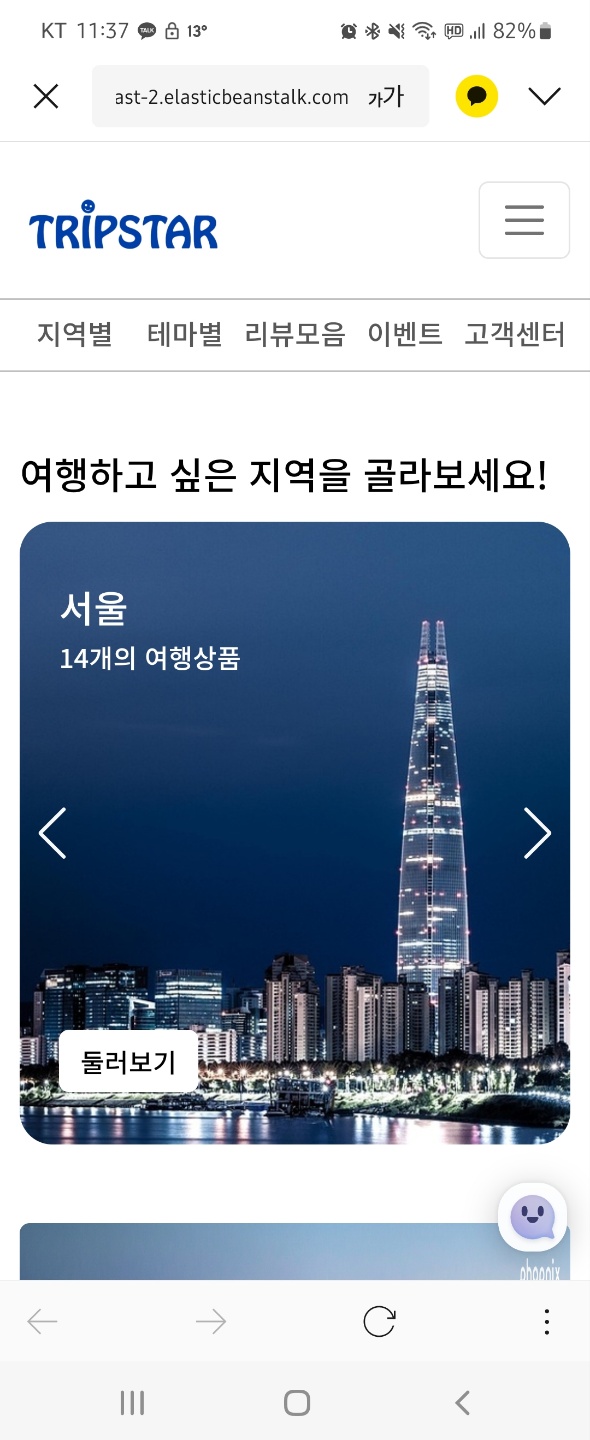 KT 11:37 TALK 13°
HD 82%
ast-2.elasticbeanstalk.com 가가
TRIPSTAR
지역별 테마별 리뷰모음 이벤트 고객센터
여행하고 싶은 지역을 골라보세요!
서울
14개의 여행상품
둘러보기
phoenix